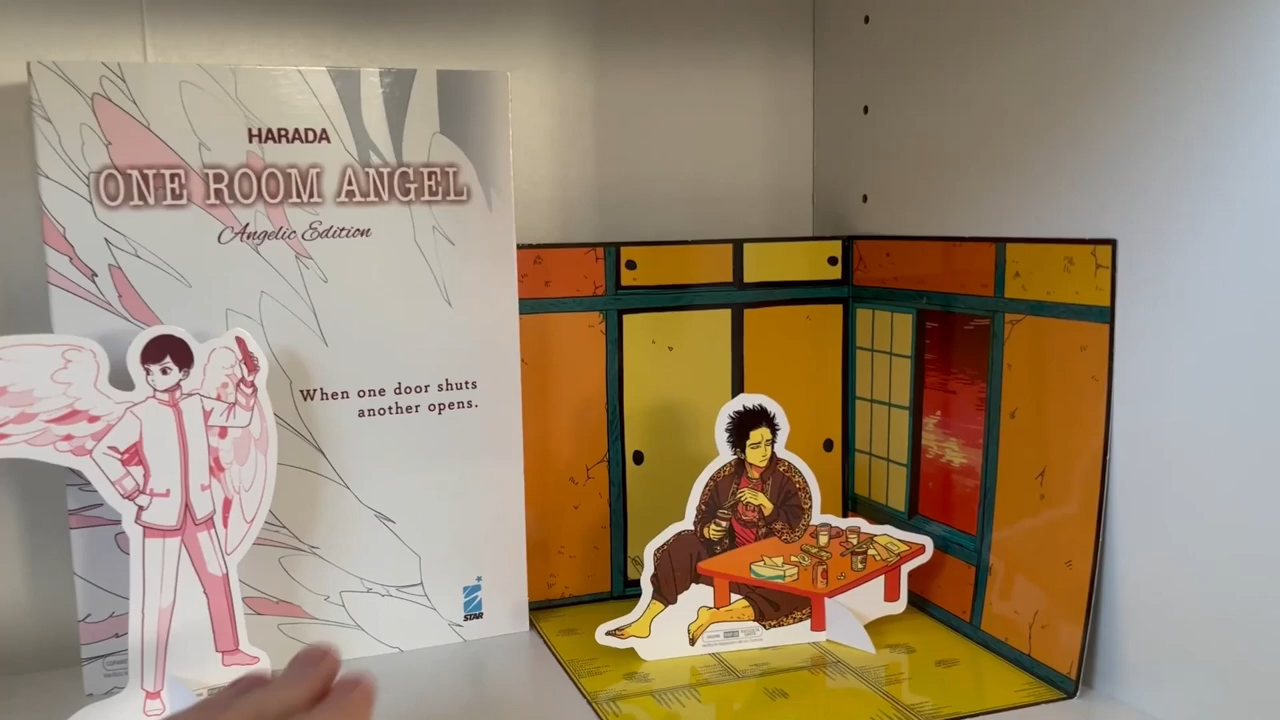 HARADA
ONE ROOM ANGEL
Angelic Edition
When one door shuts
another opens.
STAR